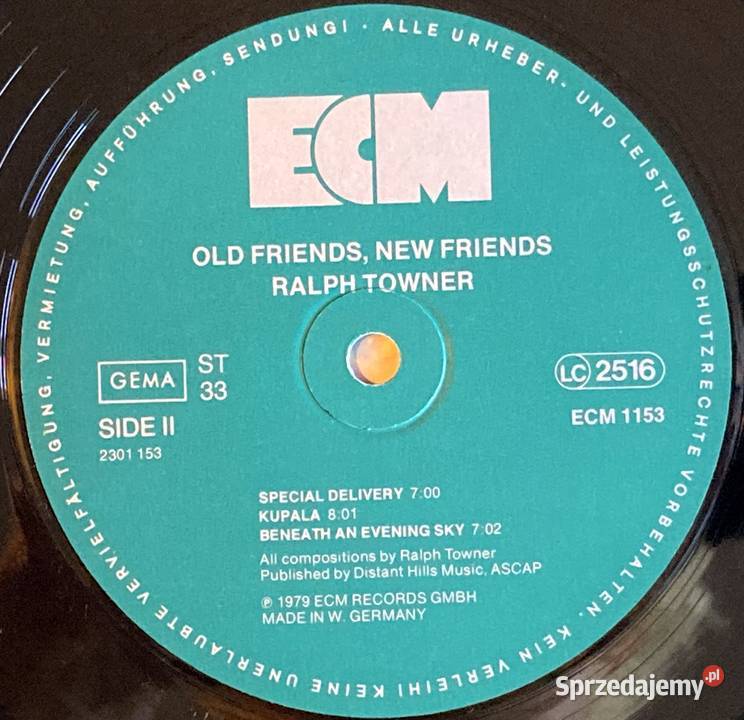 ALLE URHEBER- UND LEISTUNGSSCHUTZRECHTE VORBEHALTEN. KEIN VERLEIH! KEINE UNERLAUBTE VERVIELFÄLTIGUNG, VERMIETUNG, AUFFÜHRUNG, SENDUNG! ·
ECM
OLD FRIENDS, NEW FRIENDS
RALPH TOWNER
GEMA
ST
33
SIDE II
2301 153
LC 2516
ECM 1153
SPECIAL DELIVERY 7:00
KUPALA 8:01
BENEATH AN EVENING SKY 7:02
All compositions by Ralph Towner
Published by Distant Hills Music, ASCAP
℗ 1979 ECM RECORDS GMBH
MADE IN W. GERMANY
Sprzedajemy.pl